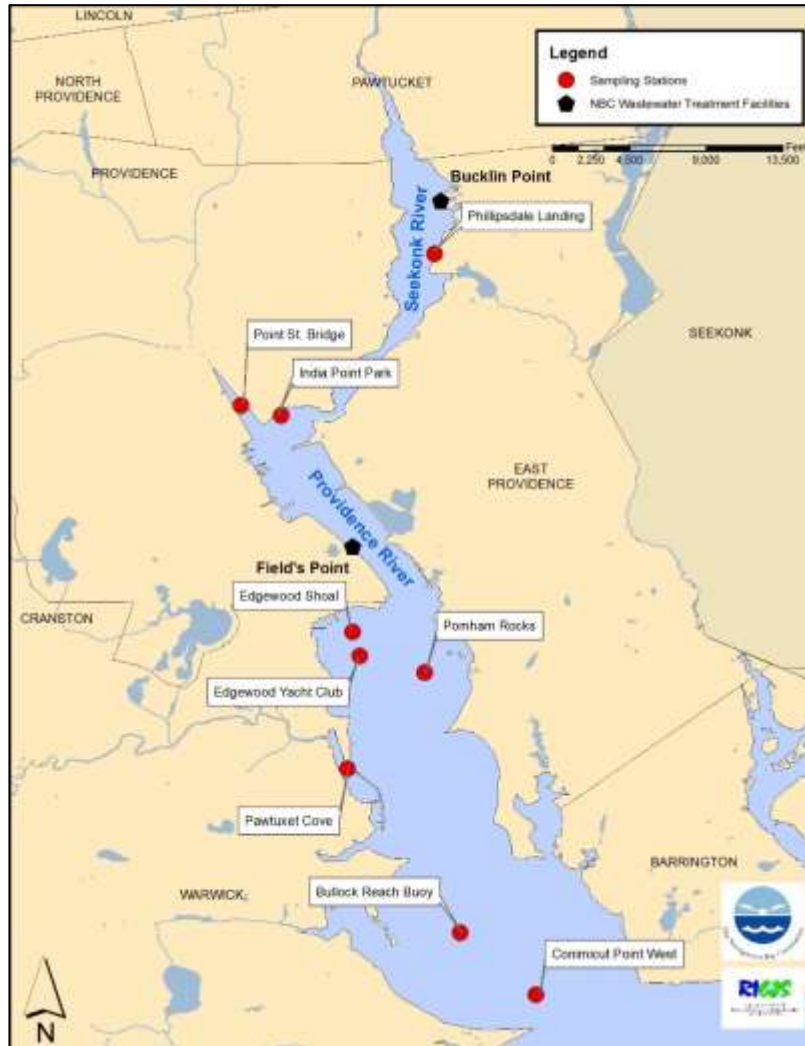 LINCOLN
Legend
Sampling Stations
NBC Wastewater Treatment Facilities
Feet
0 2,250 4,500 9,000 13,500
NORTH
PROVIDENCE
PAWTUCKET
PROVIDENCE
Bucklin Point
Phillipsdale Landing
Seekonk River
SEEKONK
Point St. Bridge
India Point Park
EAST
PROVIDENCE
Providence River
Field's Point
Edgewood Shoal
CRANSTON
Pomham Rocks
Edgewood Yacht Club
Pawtuxet Cove
BARRINGTON
WARWICK
Bullock Reach Buoy
Conimicut Point West
RIGIS
N